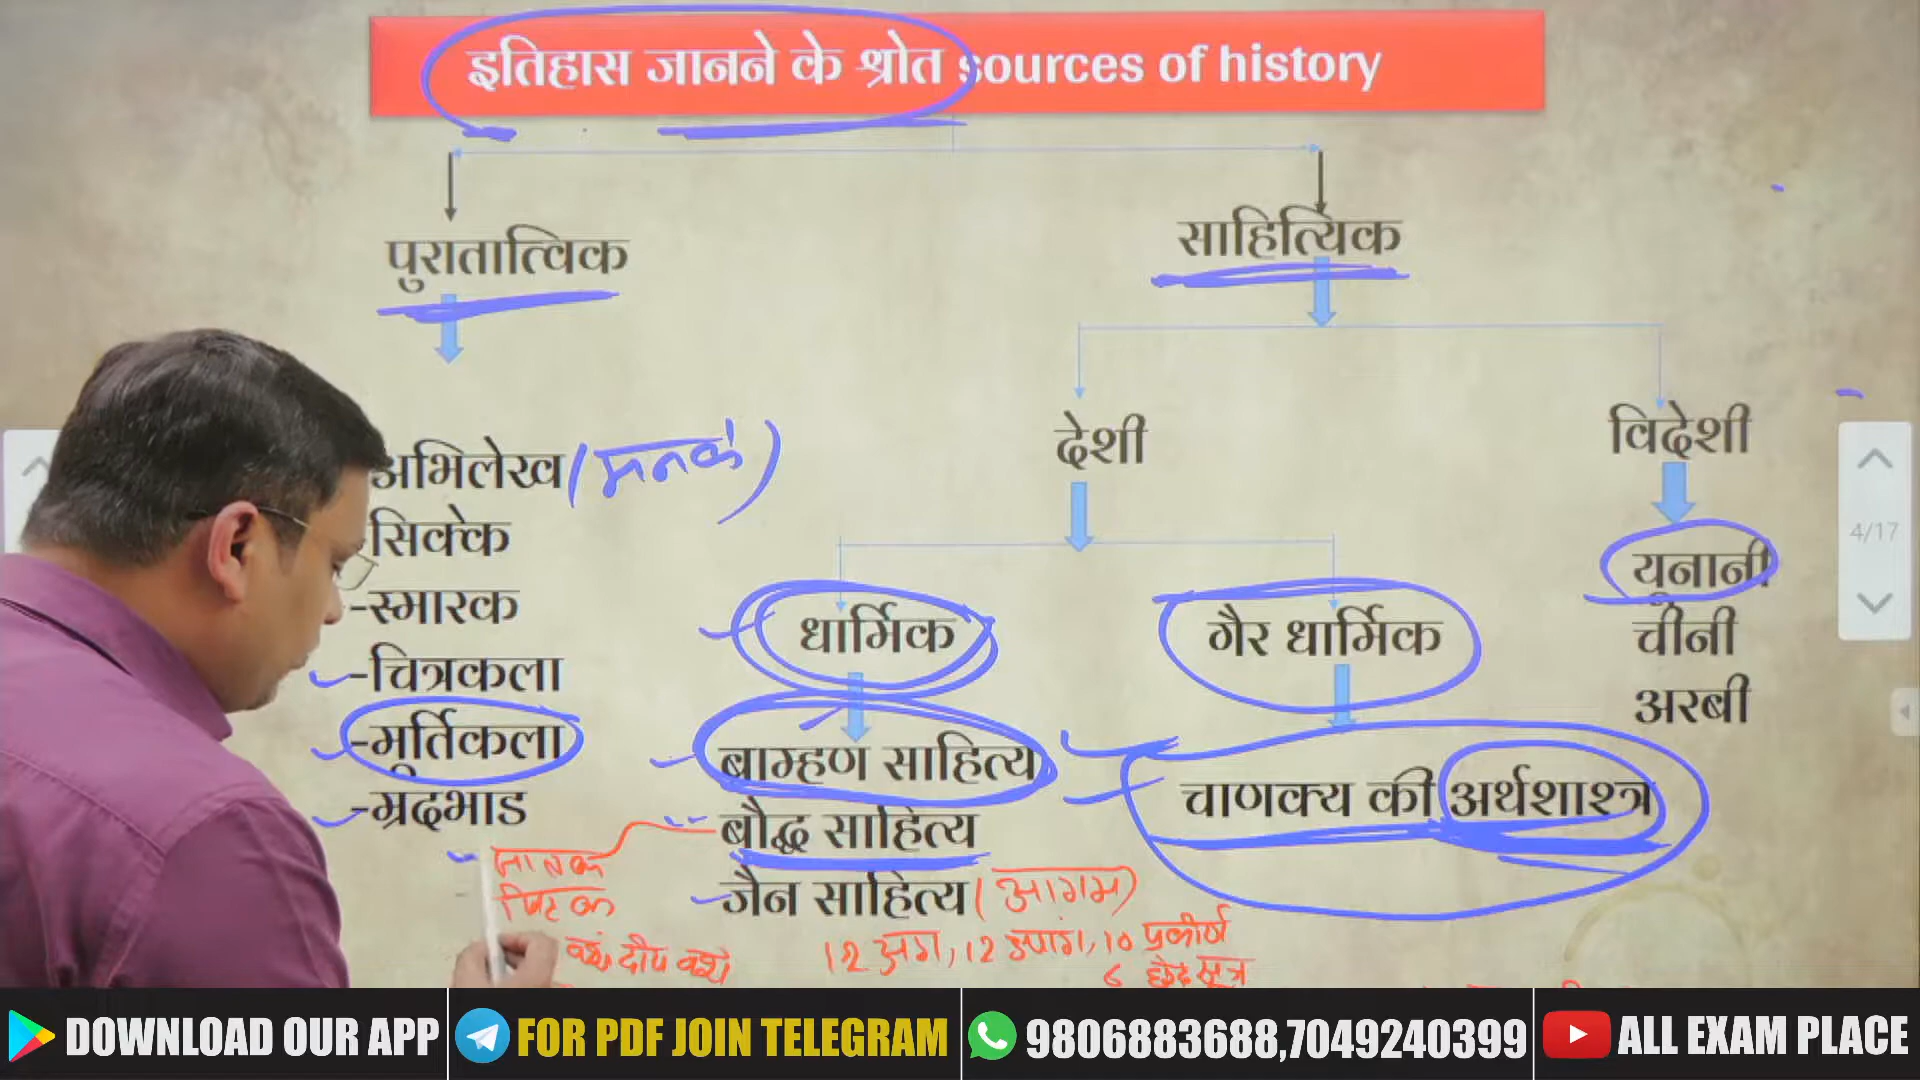 इतिहास जानने के श्रोत sources of history
पुरातात्विक
साहित्यिक
देशी
विदेशी
अभिलेख (मनके)
-सिक्के
-स्मारक
-चित्रकला
-मुर्तिकला
-म्रदभाड
धार्मिक
बाम्हण साहित्य
बौद्ध साहित्य
जैन साहित्य (आगम)
गैर धार्मिक
चाणक्य की अर्थशाश्त्र
यूनानी
चीनी
अरबी
जातक
पिटक
दीप वंश
12 अंग, 12 उपांग, 10 प्रकीर्ण
6 छेद सूत्र
4/17
DOWNLOAD OUR APP
FOR PDF JOIN TELEGRAM
9806883688,7049240399
ALL EXAM PLACE